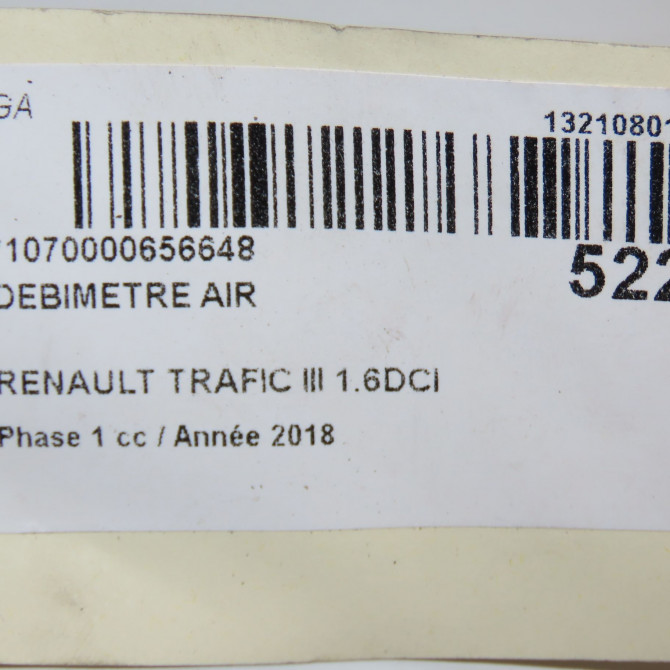 GA
13210801
1070000656648
522
DEBIMETRE AIR
RENAULT TRAFIC III 1.6DCI
Phase 1 cc / Année 2018